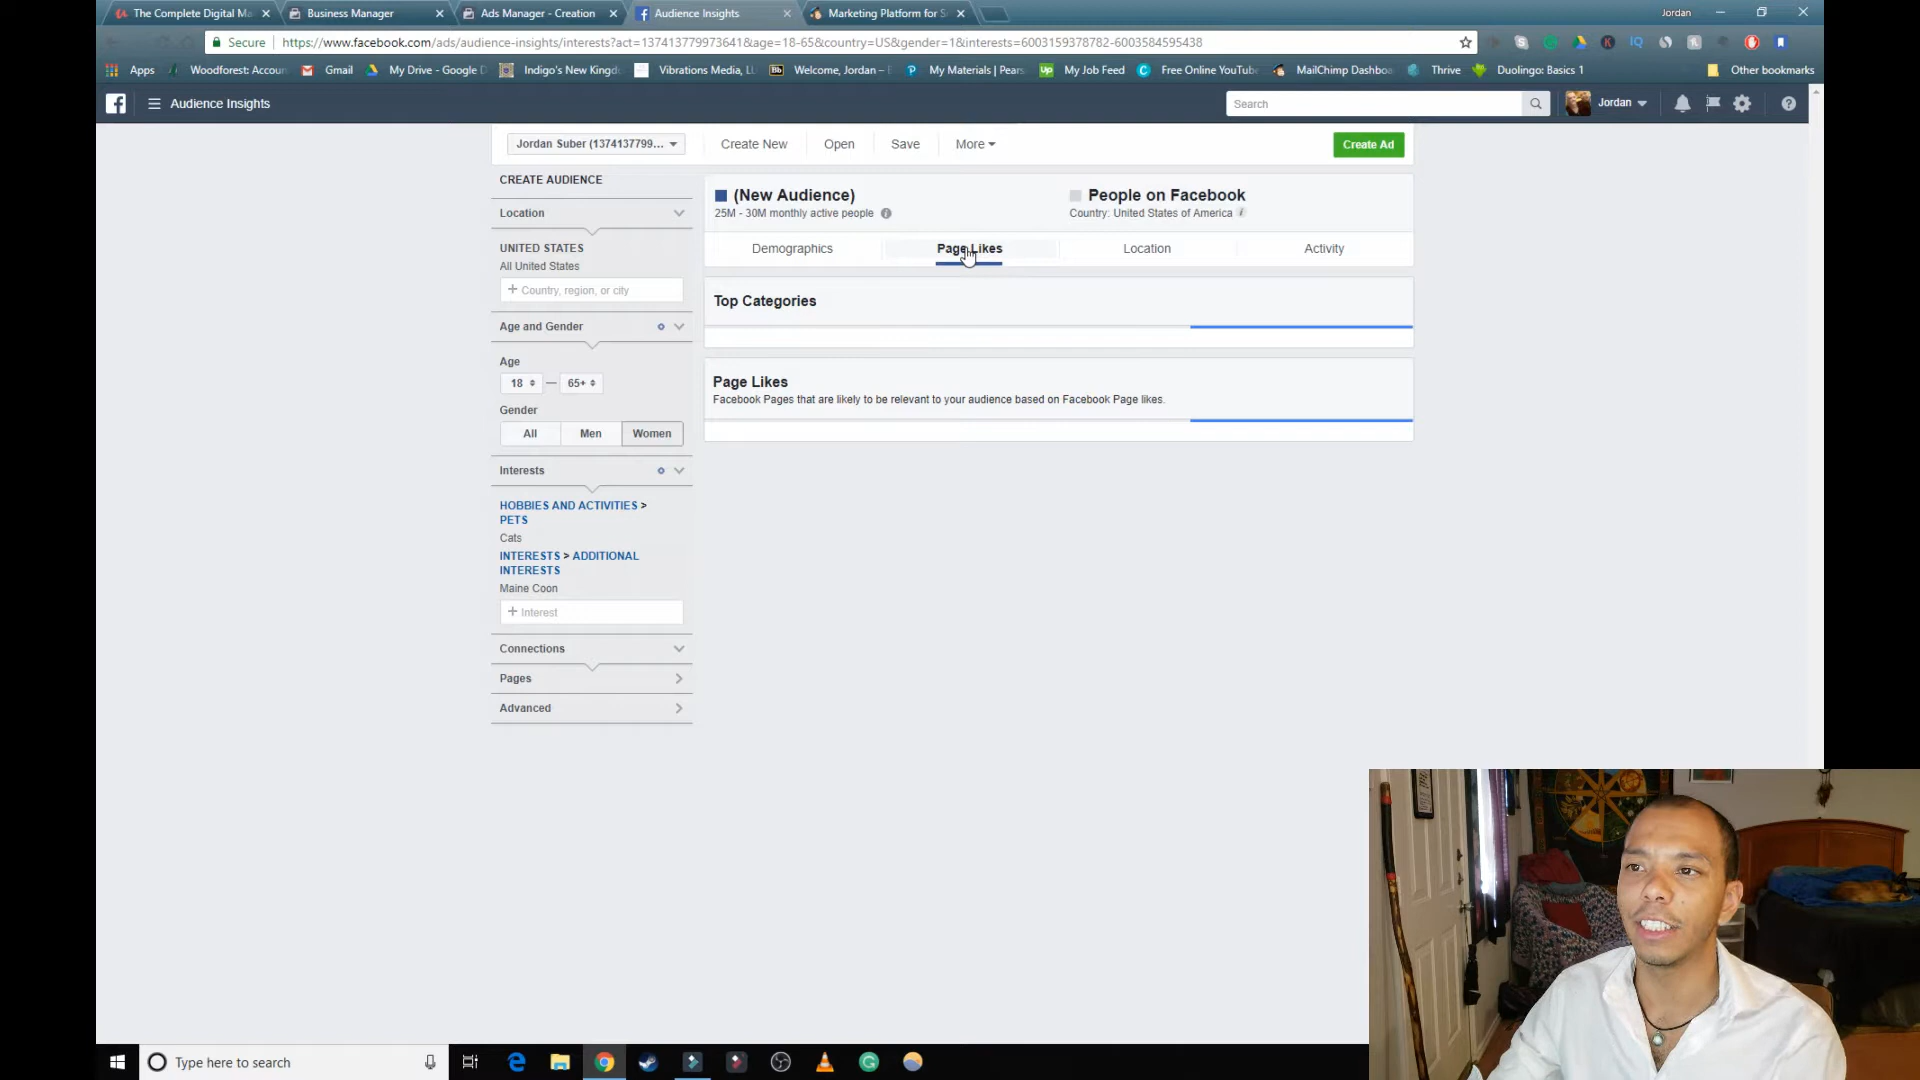 The Complete Digital Ma
Business Manager
Ads Manager - Creation
Audience Insights
Marketing Platform for S
Jordan
Secure
https://www.facebook.com/ads/audience-insights/interests?act=137413779973641&age=18-65&country=US&gender=1&interests=6003159378782-6003584595438
Apps
Woodforest: Accoun
Gmail
My Drive - Google D
Indigo's New Kingd
Vibrations Media, LL
Welcome, Jordan –
My Materials | Pears
My Job Feed
Free Online YouTube
MailChimp Dashboa
Thrive
Duolingo: Basics 1
Other bookmarks
Audience Insights
Search
Jordan
Jordan Suber (1374137799...
Create New
Open
Save
More
Create Ad
CREATE AUDIENCE
(New Audience)
25M - 30M monthly active people
People on Facebook
Country: United States of America
Location
UNITED STATES
All United States
+ Country, region, or city
Demographics
Page Likes
Location
Activity
Top Categories
Age and Gender
Age
18 — 65+
Gender
All
Men
Women
Page Likes
Facebook Pages that are likely to be relevant to your audience based on Facebook Page likes.
Interests
HOBBIES AND ACTIVITIES >
PETS
Cats
INTERESTS > ADDITIONAL
INTERESTS
Maine Coon
+ Interest
Connections
Pages
Advanced
Type here to search